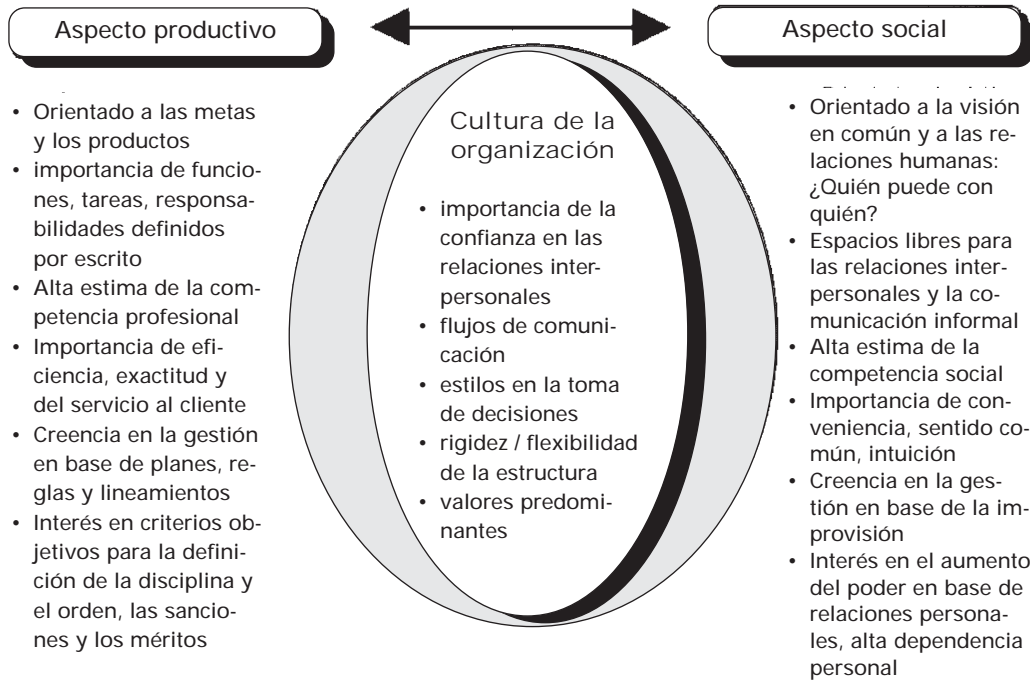 Aspecto productivo
• Orientado a las metas
y los productos
• importancia de funcio-
nes, tareas, responsa-
bilidades definidos
por escrito
• Alta estima de la com-
petencia profesional
• Importancia de efi-
ciencia, exactitud y
del servicio al cliente
• Creencia en la gestión
en base de planes, re-
glas y lineamientos
• Interés en criterios ob-
jetivos para la defini-
ción de la disciplina y
el orden, las sancio-
nes y los méritos
Cultura de la
organización
• importancia de la
confianza en las
relaciones inter-
personales
• flujos de comuni-
cación
• estilos en la toma
de decisiones
• rigidez / flexibilidad
de la estructura
• valores predomi-
nantes
Aspecto social
• Orientado a la visión
en común y a las re-
laciones humanas:
¿Quién puede con
quién?
• Espacios libres para
las relaciones inter-
personales y la co-
municación informal
• Alta estima de la
competencia social
• Importancia de con-
veniencia, sentido co-
mún, intuición
• Creencia en la ges-
tión en base de la im-
provisión
• Interés en el aumento
del poder en base de
relaciones persona-
les, alta dependencia
personal